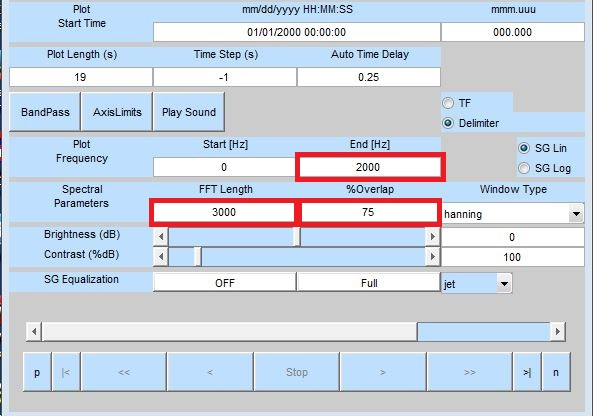 Plot mm/dd/yyyy HH:MM:SS mmm.uuu
Start Time 01/01/2000 00:00:00 000.000
Plot Length (s) Time Step (s) Auto Time Delay
19 -1 0.25
BandPass AxisLimits Play Sound
TF
Delimiter
Plot Start [Hz] End [Hz]
SG Lin
Frequency 0 2000
SG Log
Spectral FFT Length %Overlap Window Type
Parameters 3000 75 hanning
Brightness (dB) 0
Contrast (%dB) 100
SG Equalization OFF Full jet
p |< << < Stop > >> >| n